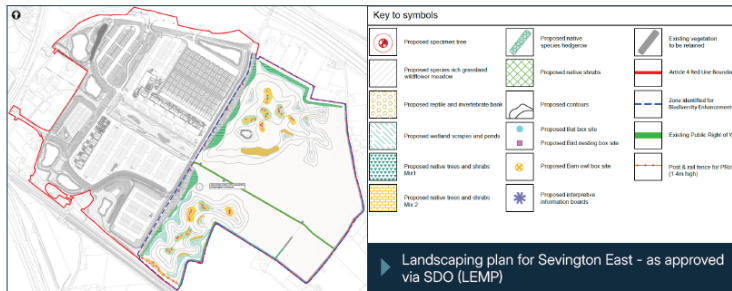 Key to symbols
Proposed specimen tree
Proposed species rich grassland
wildflower meadow
Proposed reptile and invertebrate bank
Proposed wetland scrapes and ponds
Proposed native trees and shrubs
Mix1
Proposed native trees and shrubs
Mix 2
Proposed native
species hedgerow
Proposed native shrubs
Proposed contours
Proposed Bat box site
Proposed Bird nesting box site
Proposed Barn owl box site
Proposed interpretive
information boards
Existing vegetation
to be retained
Article 4 Red Line Bounda
Zone identified for
Biodiversity Enhancement
Existing Public Right of W
Post & rail fence for PRo
(1.4m high)
Landscaping plan for Sevington East - as approved
via SDO (LEMP)